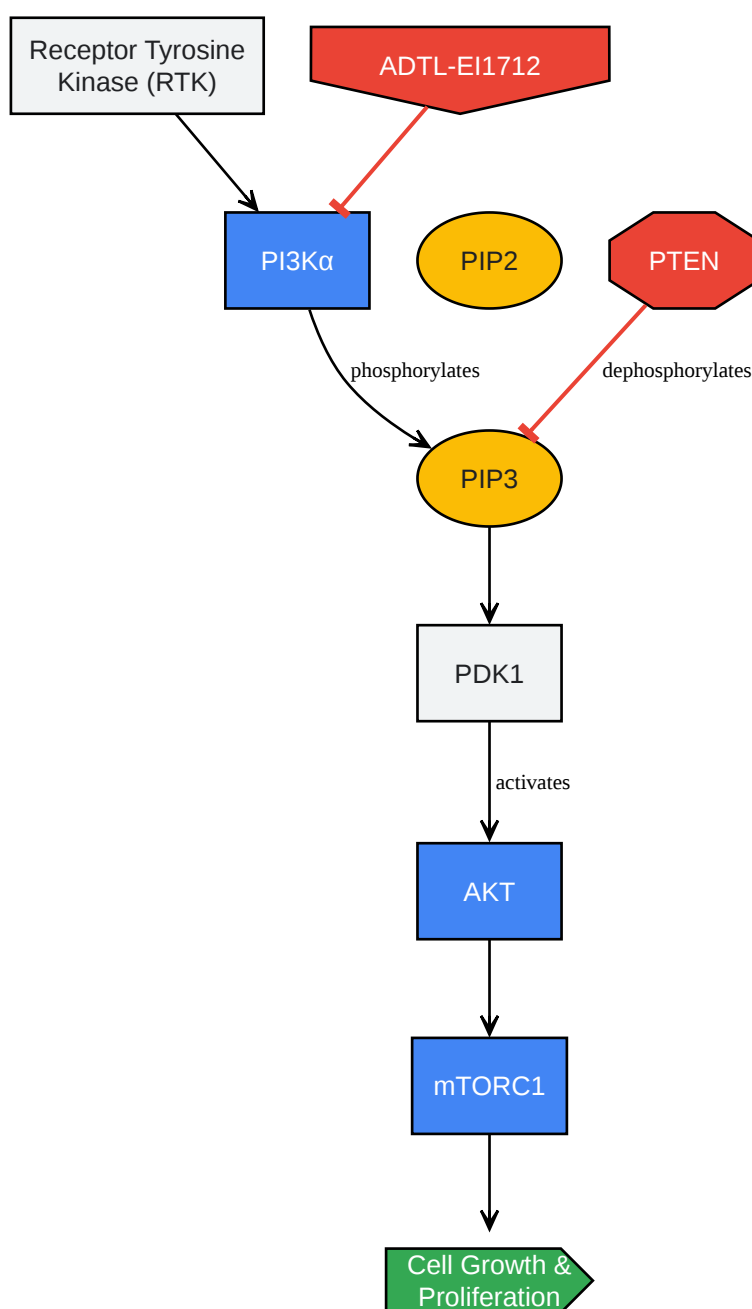 Receptor Tyrosine
Kinase (RTK)
ADTL-EI1712
PI3Kα
PIP2
PTEN
phosphorylates
dephosphorylates
PIP3
PDK1
activates
AKT
mTORC1
Cell Growth &
Proliferation